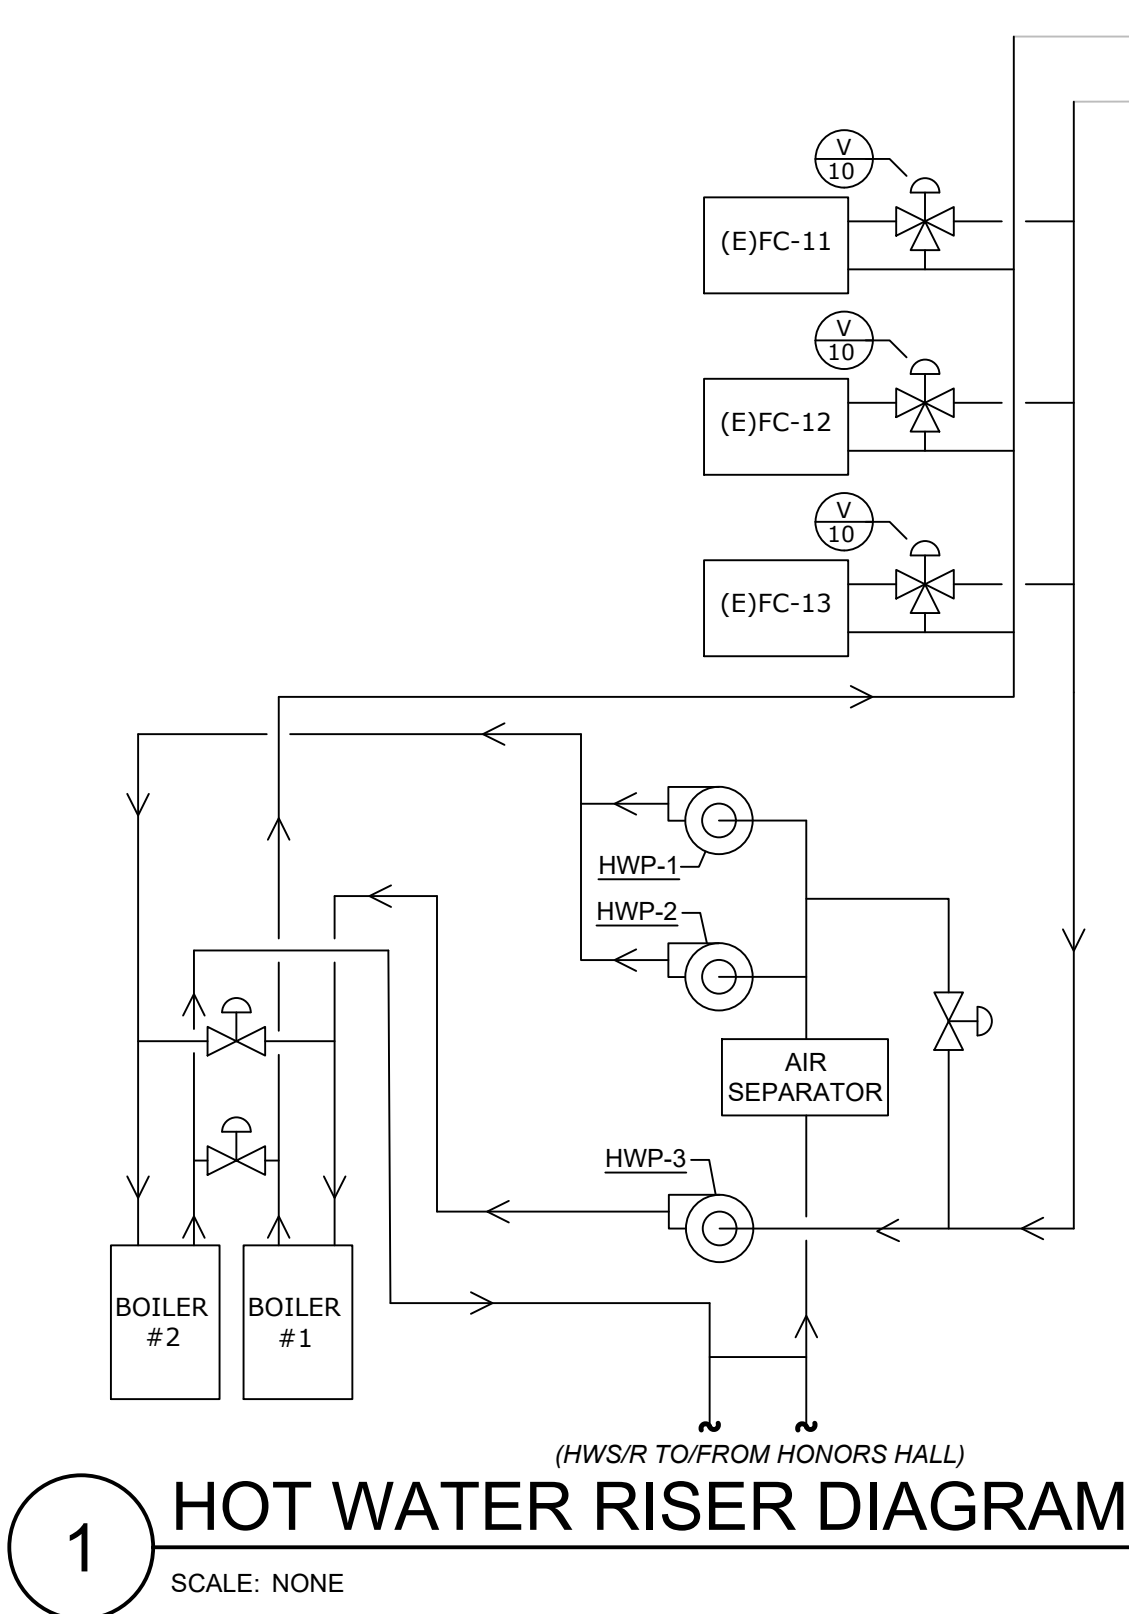 V
10
(E)FC-11
V
10
(E)FC-12
V
10
(E)FC-13
HWP-1
HWP-2
AIR
SEPARATOR
HWP-3
BOILER
#2
BOILER
#1
(HWS/R TO/FROM HONORS HALL)
1
HOT WATER RISER DIAGRAM
SCALE: NONE